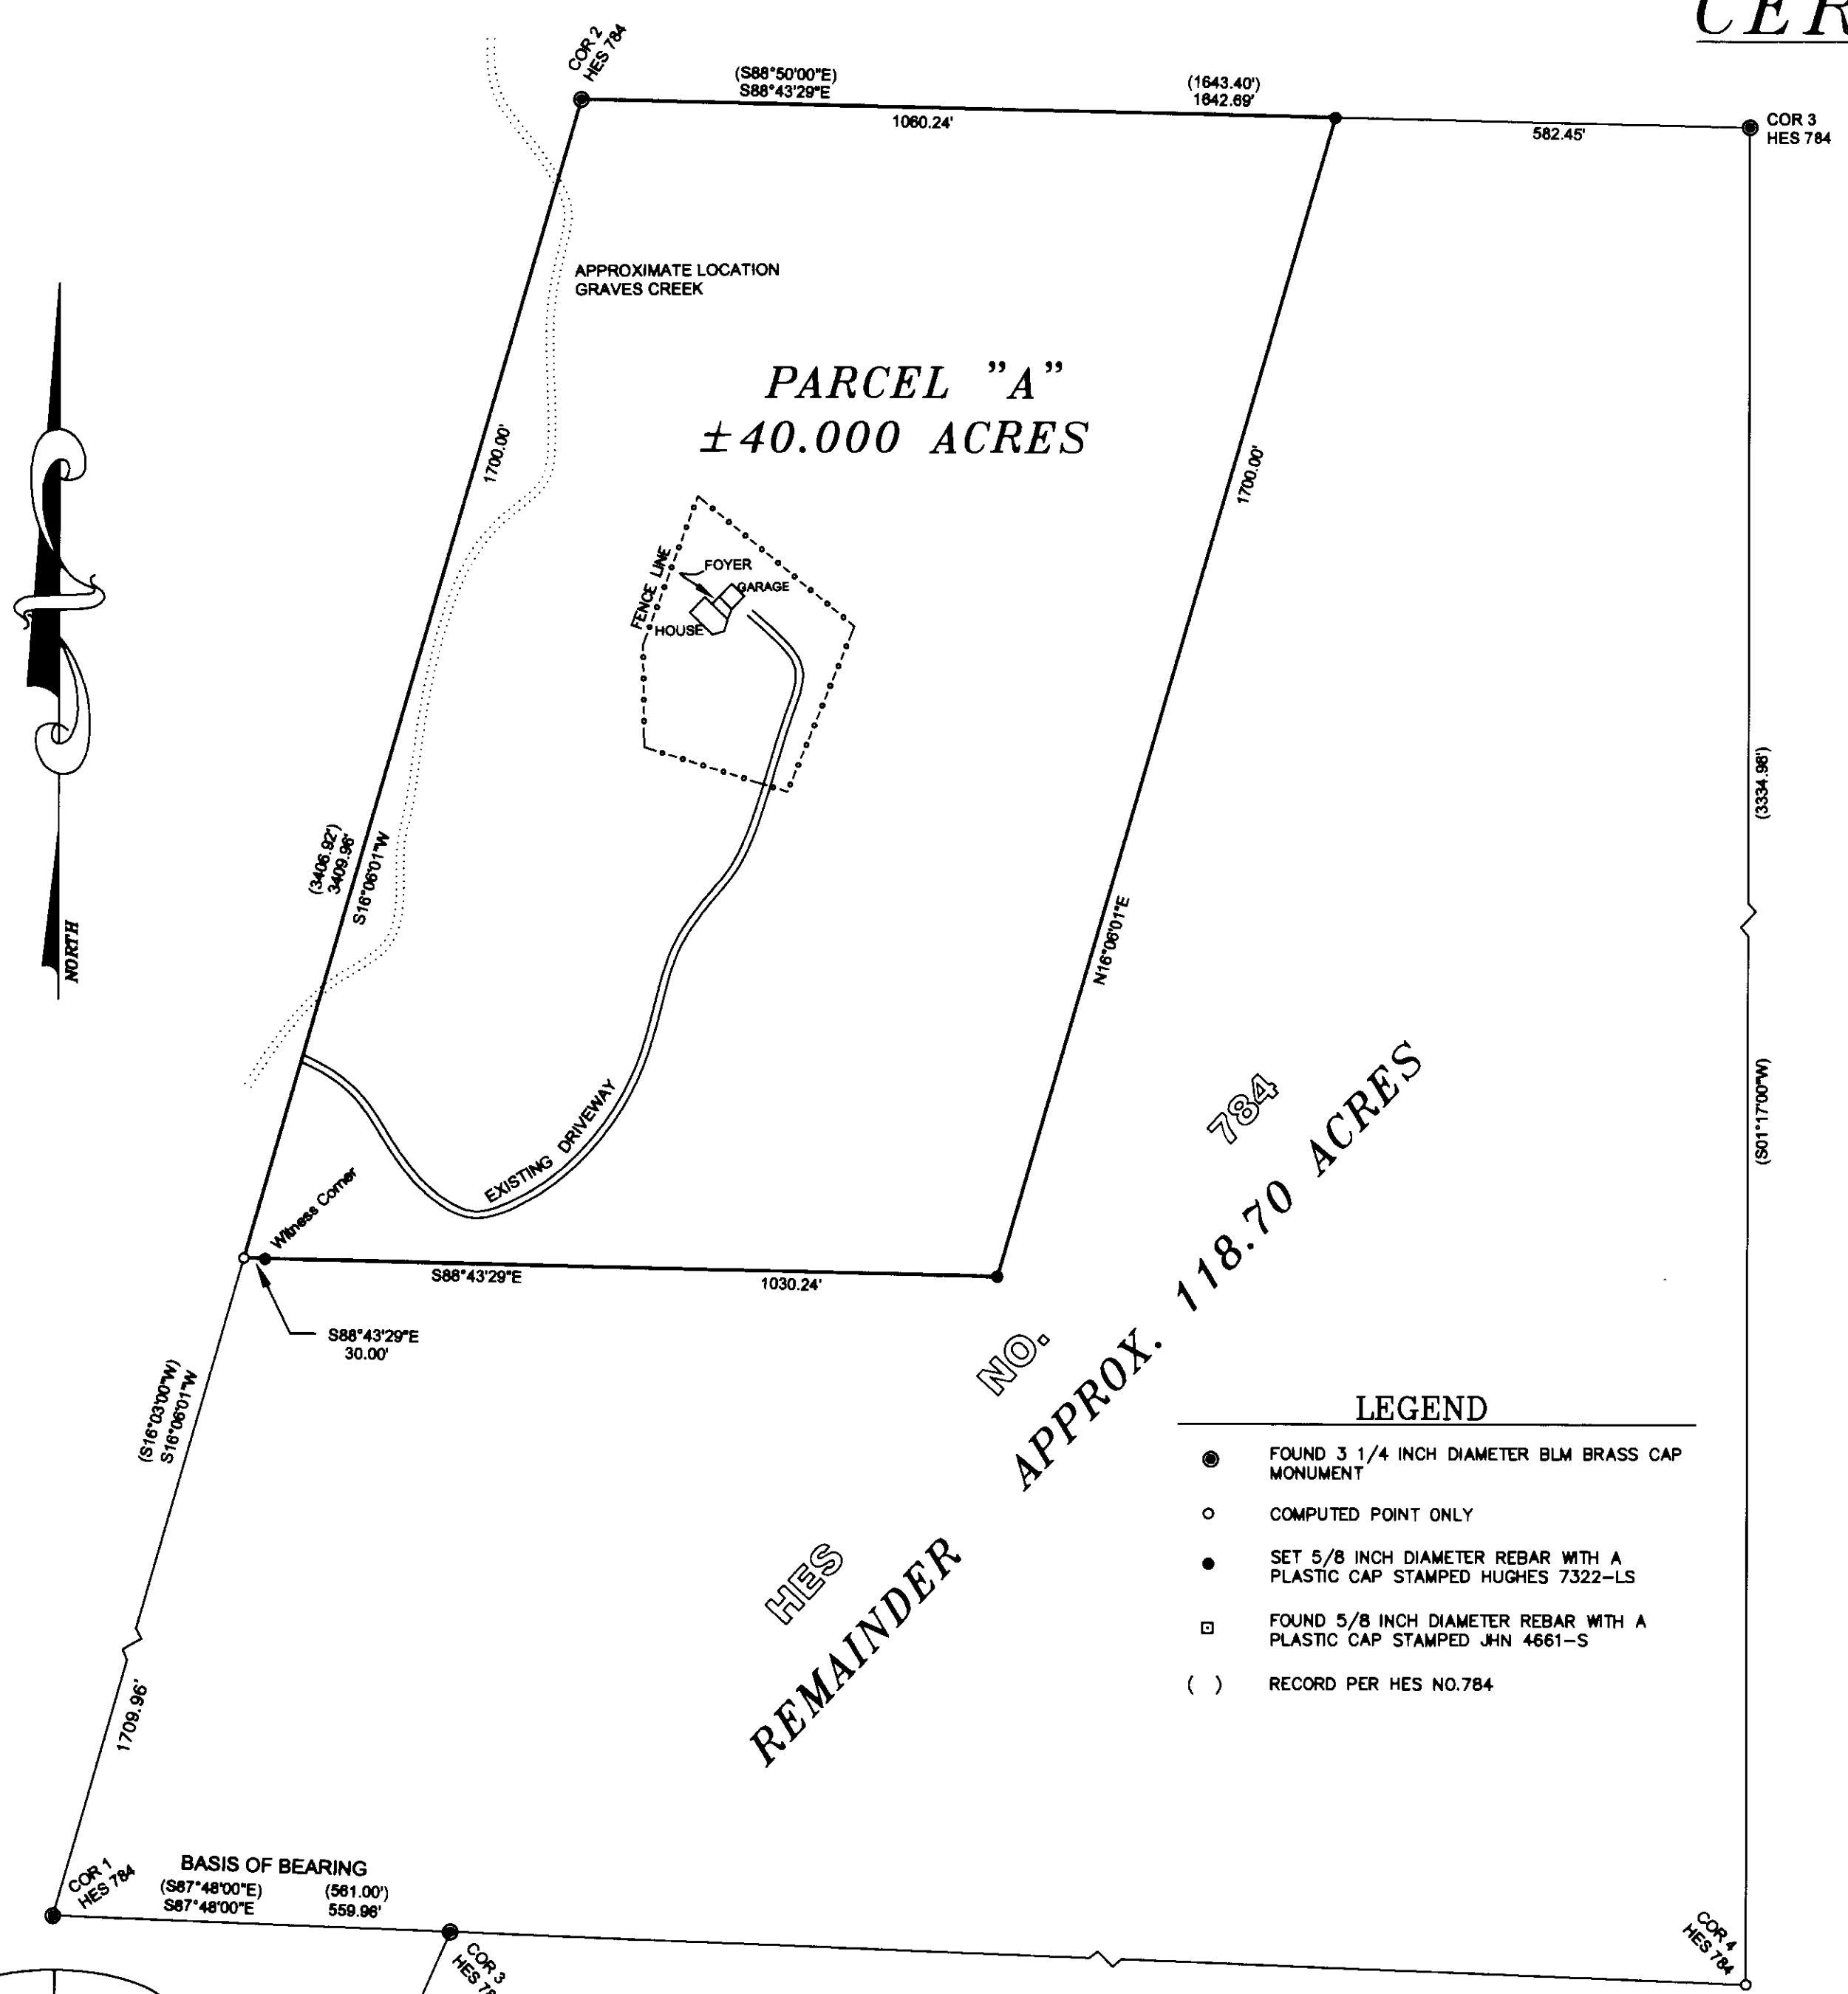 CER
COR 2
HES 784
(S88°50'00"E)
S88°43'29"E
(1643.40')
1642.69'
1060.24'
582.45'
COR 3
HES 784
APPROXIMATE LOCATION
GRAVES CREEK
PARCEL "A"
±40.000 ACRES
1700.00'
1700.00'
FENCE LINE
FOYER
GARAGE
HOUSE
(3334.98')
(3406.92')
3409.96'
S16°06'01"W
NORTH
N16°06'01"E
(S01°17'00"W)
EXISTING DRIVEWAY
Witness Corner
S88°43'29"E
1030.24'
S88°43'29"E
30.00'
HES NO. 784
REMAINDER APPROX. 118.70 ACRES
(S16°03'00"W)
S16°06'01"W
LEGEND
FOUND 3 1/4 INCH DIAMETER BLM BRASS CAP
MONUMENT
COMPUTED POINT ONLY
SET 5/8 INCH DIAMETER REBAR WITH A
PLASTIC CAP STAMPED HUGHES 7322-LS
FOUND 5/8 INCH DIAMETER REBAR WITH A
PLASTIC CAP STAMPED JHN 4661-S
( ) RECORD PER HES NO.784
1709.96'
COR 1
HES 784
BASIS OF BEARING
(S87°48'00"E)
S87°48'00"E
(561.00')
559.96'
COR 3
COR 4
HES 784